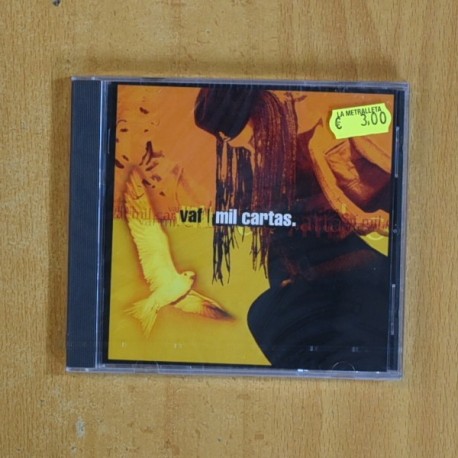 LA METRALLETA
€ 3,00
vaf / mil cartas.